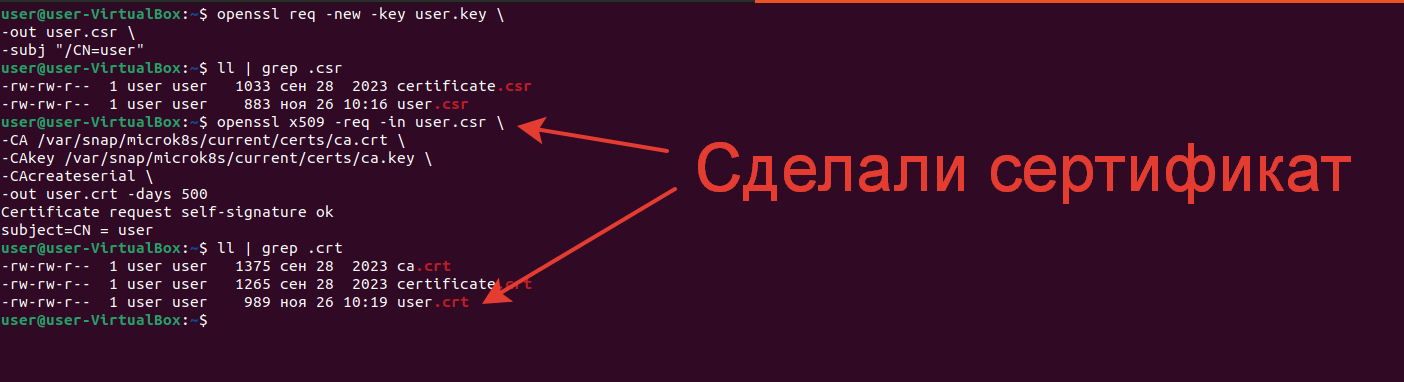 user@user-VirtualBox:~$ openssl req -new -key user.key \
-out user.csr \
-subj "/CN=user"
user@user-VirtualBox:~$ ll | grep .csr
-rw-rw-r--  1 user user   1033 сен 28  2023 certificate.csr
-rw-rw-r--  1 user user    883 ноя 26 10:16 user.csr
user@user-VirtualBox:~$ openssl x509 -req -in user.csr \
-CA /var/snap/microk8s/current/certs/ca.crt \
-CAkey /var/snap/microk8s/current/certs/ca.key \
-CAcreateserial \
-out user.crt -days 500
Certificate request self-signature ok
subject=CN = user
user@user-VirtualBox:~$ ll | grep .crt
-rw-rw-r--  1 user user   1375 сен 28  2023 ca.crt
-rw-rw-r--  1 user user   1265 сен 28  2023 certificate.crt
-rw-rw-r--  1 user user    989 ноя 26 10:19 user.crt
user@user-VirtualBox:~$
Сделали сертификат